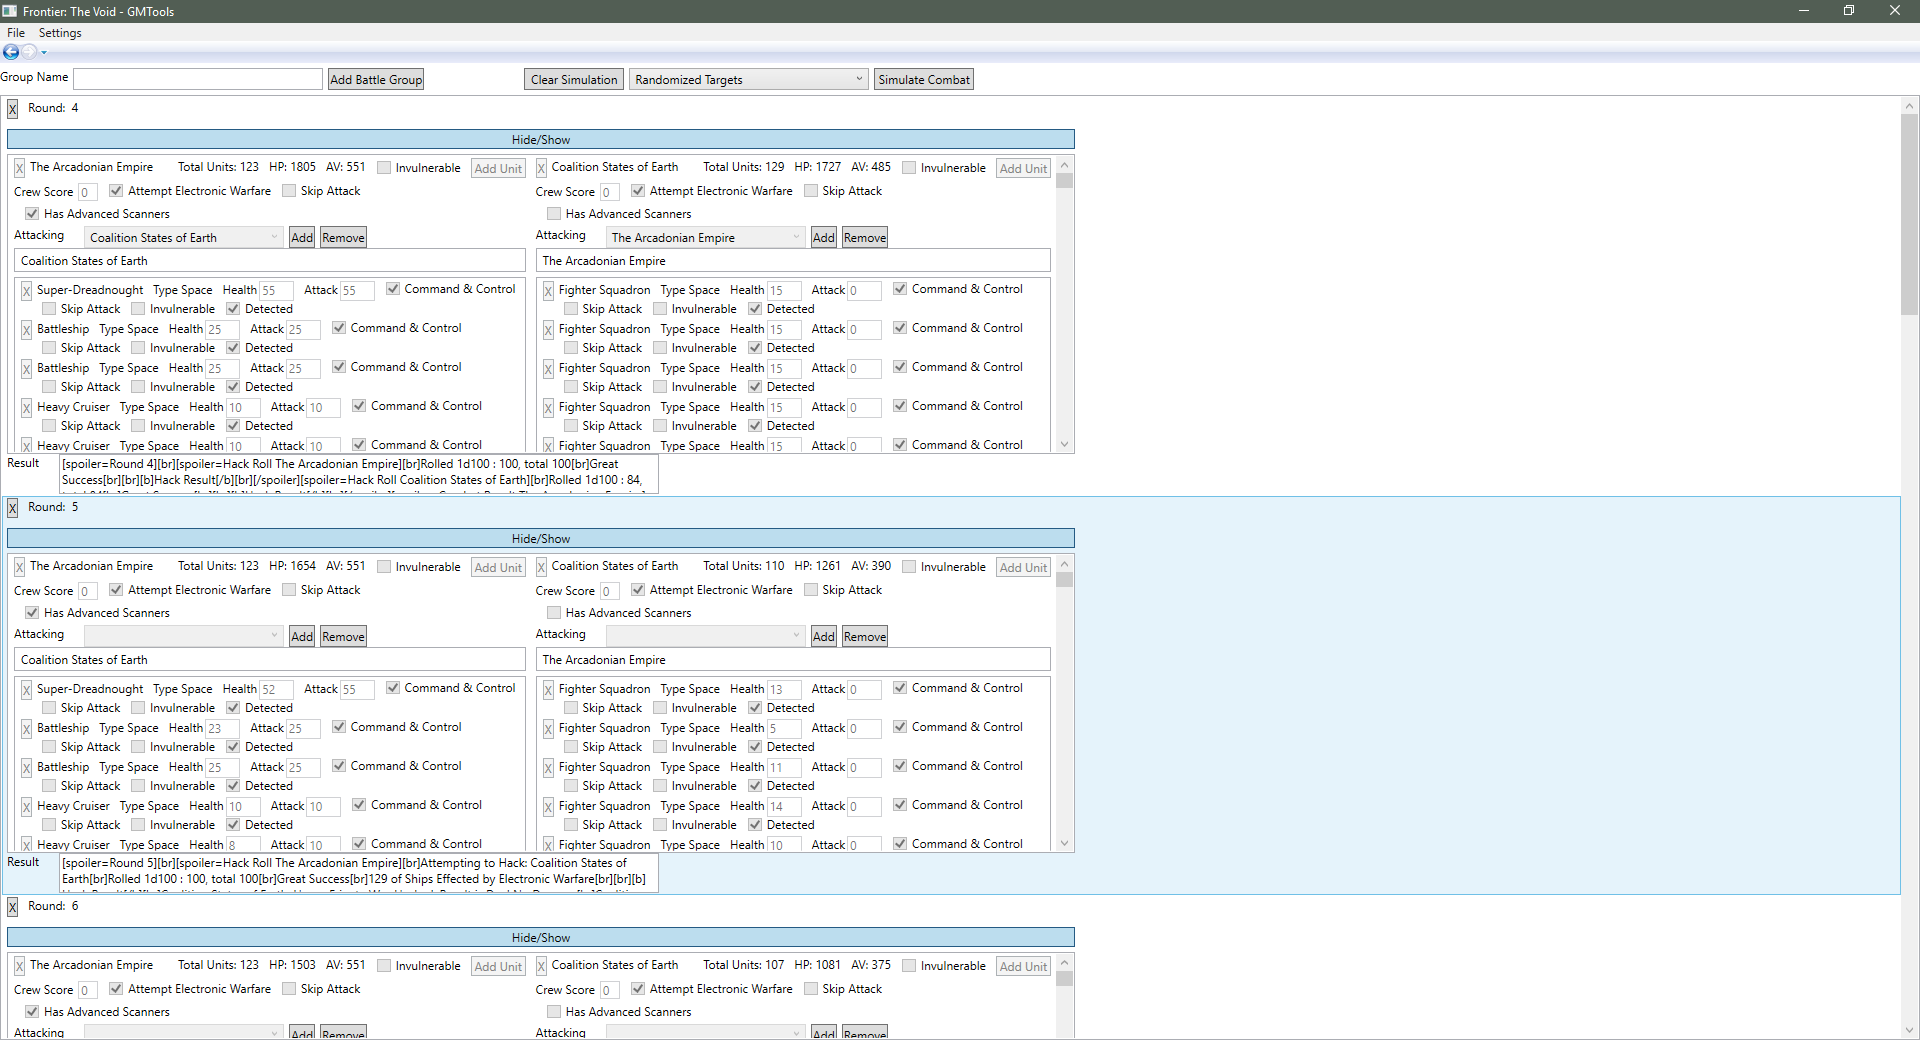 Frontier: The Void - GMTools
File Settings
Group Name Add Battle Group Clear Simulation Randomized Targets Simulate Combat
X Round: 4
Hide/Show
X The Arcadonian Empire Total Units: 123 HP: 1805 AV: 551 Invulnerable Add Unit X Coalition States of Earth Total Units: 129 HP: 1727 AV: 485 Invulnerable Add Unit
Crew Score 0 Attempt Electronic Warfare Skip Attack Crew Score 0 Attempt Electronic Warfare Skip Attack
Has Advanced Scanners Has Advanced Scanners
Attacking Coalition States of Earth Add Remove Attacking The Arcadonian Empire Add Remove
Coalition States of Earth The Arcadonian Empire
X Super-Dreadnought Type Space Health 55 Attack 55 Command & Control X Fighter Squadron Type Space Health 15 Attack 0 Command & Control
Skip Attack Invulnerable Detected Skip Attack Invulnerable Detected
X Battleship Type Space Health 25 Attack 25 Command & Control X Fighter Squadron Type Space Health 15 Attack 0 Command & Control
Skip Attack Invulnerable Detected Skip Attack Invulnerable Detected
X Battleship Type Space Health 25 Attack 25 Command & Control X Fighter Squadron Type Space Health 15 Attack 0 Command & Control
Skip Attack Invulnerable Detected Skip Attack Invulnerable Detected
X Heavy Cruiser Type Space Health 10 Attack 10 Command & Control X Fighter Squadron Type Space Health 15 Attack 0 Command & Control
Skip Attack Invulnerable Detected Skip Attack Invulnerable Detected
X Heavy Cruiser Type Space Health 10 Attack 10 Command & Control X Fighter Squadron Type Space Health 15 Attack 0 Command & Control
Result [spoiler=Round 4][br][spoiler=Hack Roll The Arcadonian Empire][br]Rolled 1d100 : 100, total 100[br]Great
Success[br][br][b]Hack Result[/b][br][/spoiler][spoiler=Hack Roll Coalition States of Earth][br]Rolled 1d100 : 84,
X Round: 5
Hide/Show
X The Arcadonian Empire Total Units: 123 HP: 1654 AV: 551 Invulnerable Add Unit X Coalition States of Earth Total Units: 110 HP: 1261 AV: 390 Invulnerable Add Unit
Crew Score 0 Attempt Electronic Warfare Skip Attack Crew Score 0 Attempt Electronic Warfare Skip Attack
Has Advanced Scanners Has Advanced Scanners
Attacking Add Remove Attacking Add Remove
Coalition States of Earth The Arcadonian Empire
X Super-Dreadnought Type Space Health 52 Attack 55 Command & Control X Fighter Squadron Type Space Health 13 Attack 0 Command & Control
Skip Attack Invulnerable Detected Skip Attack Invulnerable Detected
X Battleship Type Space Health 23 Attack 25 Command & Control X Fighter Squadron Type Space Health 5 Attack 0 Command & Control
Skip Attack Invulnerable Detected Skip Attack Invulnerable Detected
X Battleship Type Space Health 25 Attack 25 Command & Control X Fighter Squadron Type Space Health 11 Attack 0 Command & Control
Skip Attack Invulnerable Detected Skip Attack Invulnerable Detected
X Heavy Cruiser Type Space Health 10 Attack 10 Command & Control X Fighter Squadron Type Space Health 14 Attack 0 Command & Control
Skip Attack Invulnerable Detected Skip Attack Invulnerable Detected
X Heavy Cruiser Type Space Health 8 Attack 10 Command & Control X Fighter Squadron Type Space Health 10 Attack 0 Command & Control
Result [spoiler=Round 5][br][spoiler=Hack Roll The Arcadonian Empire][br]Attempting to Hack: Coalition States of
Earth[br]Rolled 1d100 : 100, total 100[br]Great Success[br]129 of Ships Effected by Electronic Warfare[br][br][b]
X Round: 6
Hide/Show
X The Arcadonian Empire Total Units: 123 HP: 1503 AV: 551 Invulnerable Add Unit X Coalition States of Earth Total Units: 107 HP: 1081 AV: 375 Invulnerable Add Unit
Crew Score 0 Attempt Electronic Warfare Skip Attack Crew Score 0 Attempt Electronic Warfare Skip Attack
Has Advanced Scanners Has Advanced Scanners
Attacking Add Remove Attacking Add Remove